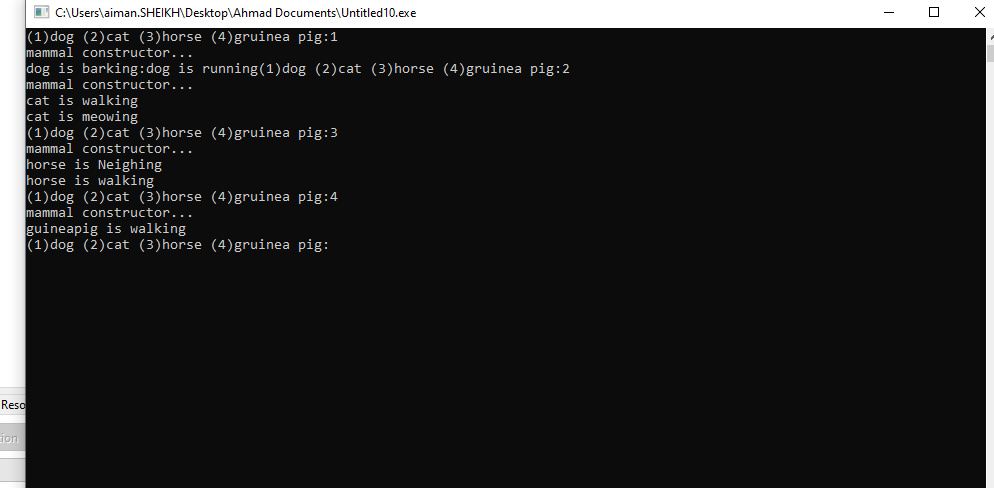 C:\Users\aiman.SHEIKH\Desktop\Ahmad Documents\Untitled10.exe
(1)dog (2)cat (3)horse (4)gruinea pig:1
mammal constructor...
dog is barking:dog is running(1)dog (2)cat (3)horse (4)gruinea pig:2
mammal constructor...
cat is walking
cat is meowing
(1)dog (2)cat (3)horse (4)gruinea pig:3
mammal constructor...
horse is Neighing
horse is walking
(1)dog (2)cat (3)horse (4)gruinea pig:4
mammal constructor...
guineapig is walking
(1)dog (2)cat (3)horse (4)gruinea pig:
Reso
tion